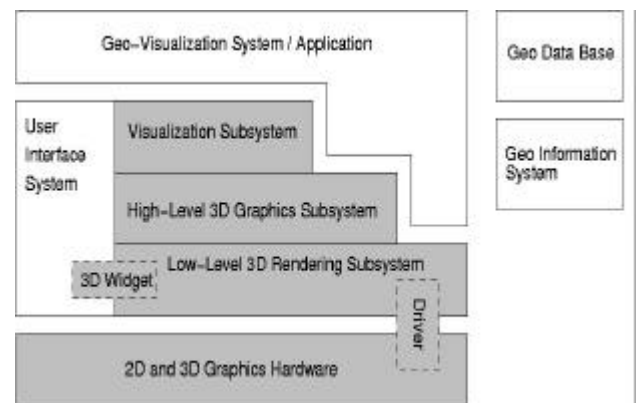 Geo-Visualization System / Application
Geo Data Base
User
Interface
System
Visualization Subsystem
Geo Information
System
High-Level 3D Graphics Subsystem
Low-Level 3D Rendering Subsystem
3D Widget
Driver
2D and 3D Graphics Hardware